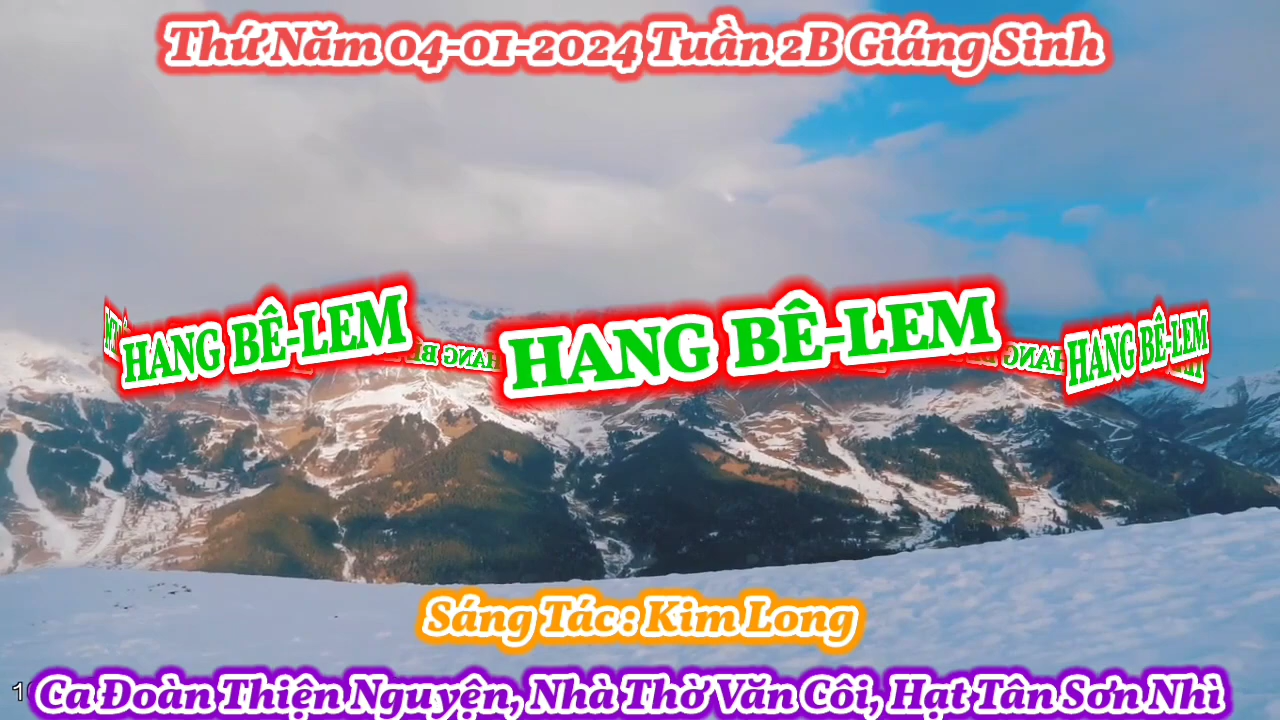 Thứ Năm 04-01-2024 Tuần 2B Giáng Sinh
HANG BÊ-LEM HANG BÊ-LEM HANG BÊ-LEM
Sáng Tác : Kim Long
1
Ca Đoàn Thiện Nguyện, Nhà Thờ Văn Côi, Hạt Tân Sơn Nhì